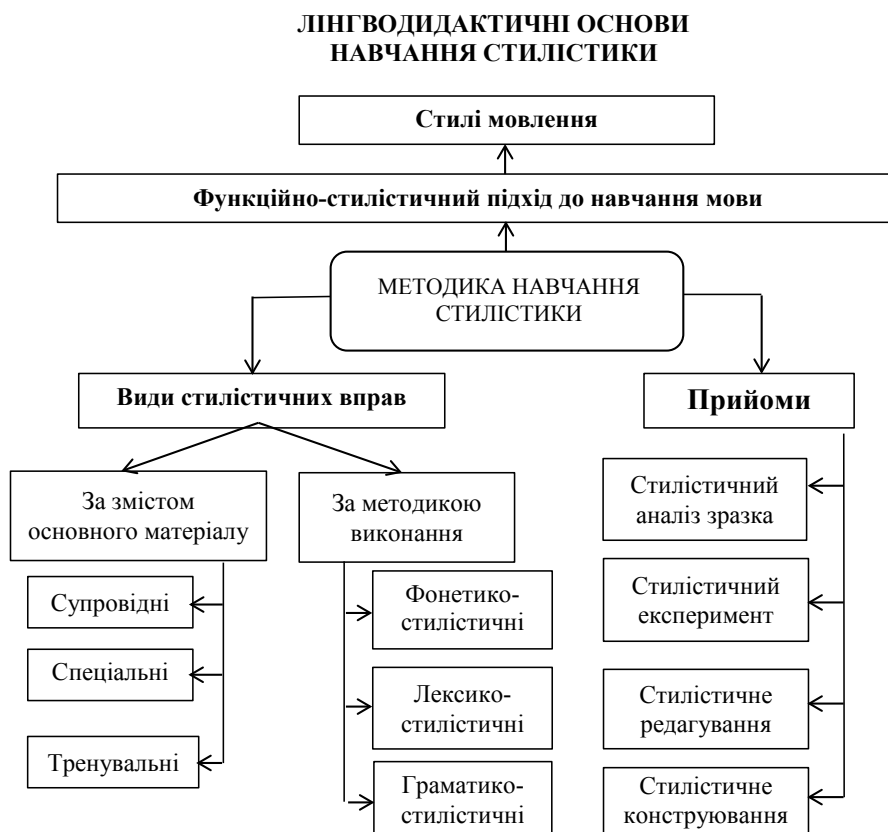 ЛІНГВОДИДАКТИЧНІ ОСНОВИ
НАВЧАННЯ СТИЛІСТИКИ
Стилі мовлення
Функційно-стилістичний підхід до навчання мови
МЕТОДИКА НАВЧАННЯ
СТИЛІСТИКИ
Види стилістичних вправ
Прийоми
За змістом
основного матеріалу
Супровідні
Спеціальні
Тренувальні
За методикою
виконання
Фонетико-
стилістичні
Лексико-
стилістичні
Граматико-
стилістичні
Стилістичний
аналіз зразка
Стилістичний
експеримент
Стилістичне
редагування
Стилістичне
конструювання